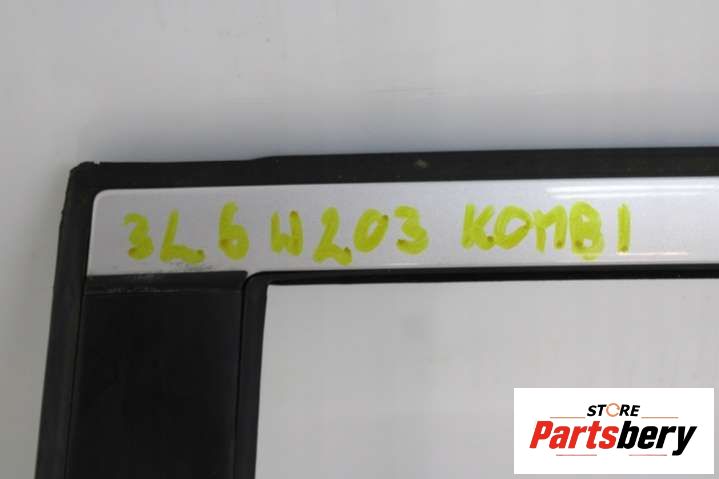 3L6 W203 KOMBI
STORE
Partsbery